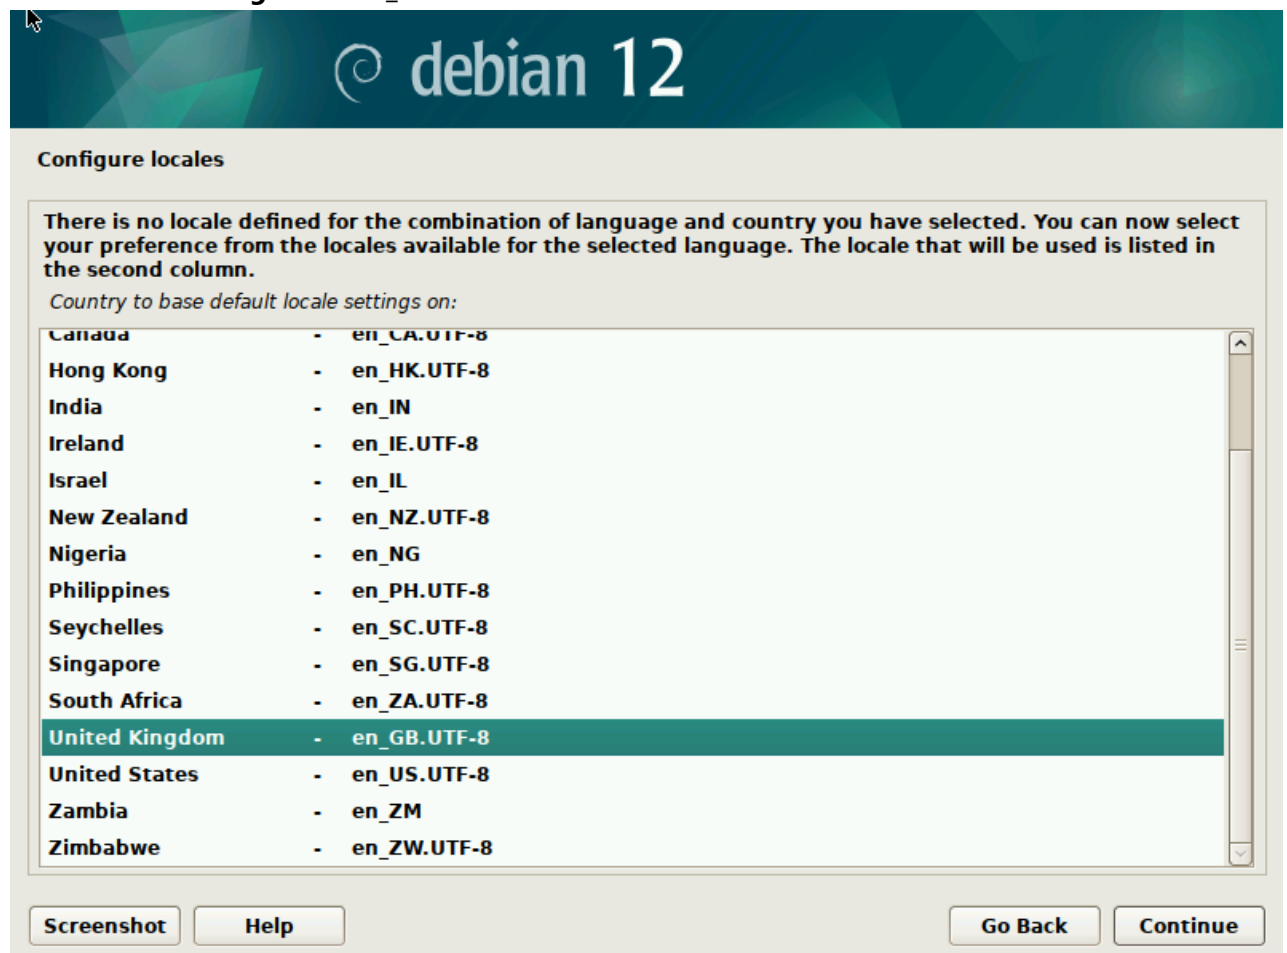 debian 12
Configure locales
There is no locale defined for the combination of language and country you have selected. You can now select
your preference from the locales available for the selected language. The locale that will be used is listed in
the second column.
Country to base default locale settings on:
Canada - en_CA.UTF-8
Hong Kong - en_HK.UTF-8
India - en_IN
Ireland - en_IE.UTF-8
Israel - en_IL
New Zealand - en_NZ.UTF-8
Nigeria - en_NG
Philippines - en_PH.UTF-8
Seychelles - en_SC.UTF-8
Singapore - en_SG.UTF-8
South Africa - en_ZA.UTF-8
United Kingdom - en_GB.UTF-8
United States - en_US.UTF-8
Zambia - en_ZM
Zimbabwe - en_ZW.UTF-8
Screenshot Help Go Back Continue